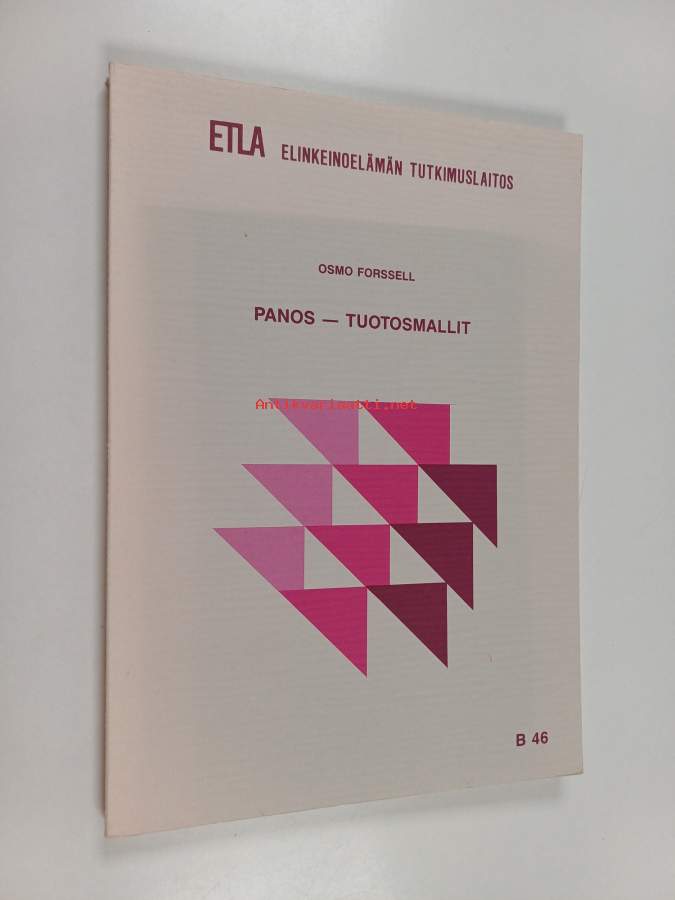 ETLA ELINKEINOELÄMÄN TUTKIMUSLAITOS
OSMO FORSSELL
PANOS — TUOTOSMALLIT
Antikvariaatti.net
B 46